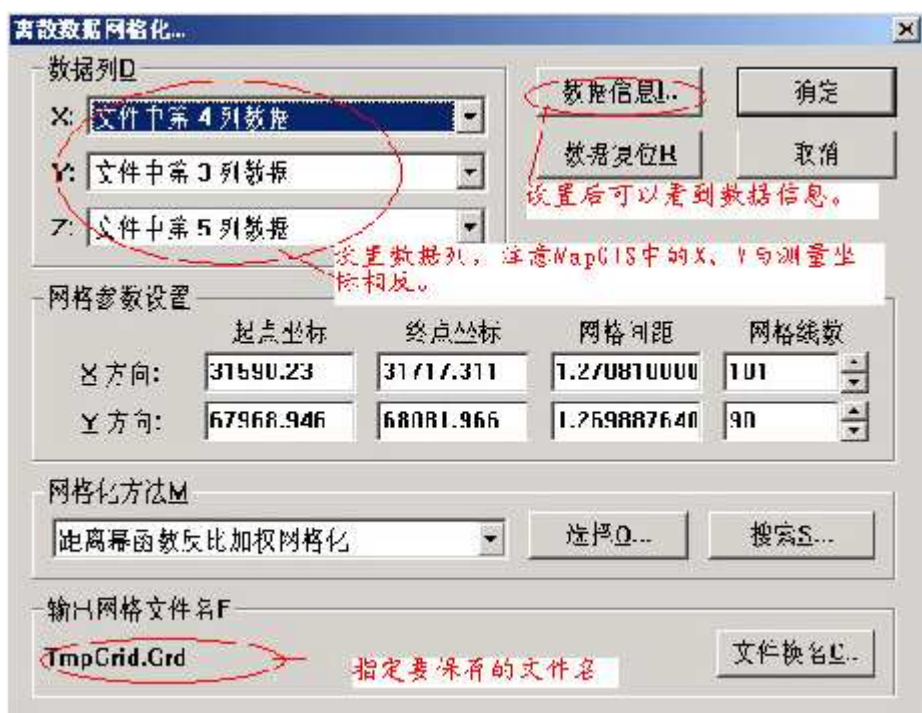 离散数据网格化...
数据列D
X: 文件中第 4 列数据
Y: 文件中第 3 列数据
Z: 文件中第 5 列数据
数据信息I..
确定
数据复位R
取消
设置后可以看到数据信息。
设置数据列，注意MapGIS中的X、Y与测量坐
标相反。
网格参数设置
起点坐标 终点坐标 网格间距 网格线数
X方向: 31590.23 31717.311 1.270810000 101
Y方向: 67968.946 68081.966 1.269887640 90
网格化方法M
距离幂函数反比加权网格化
选择O...
搜索S...
输出网格文件名F
TmpGrid.Grd
指定要保存的文件名
文件换名C..